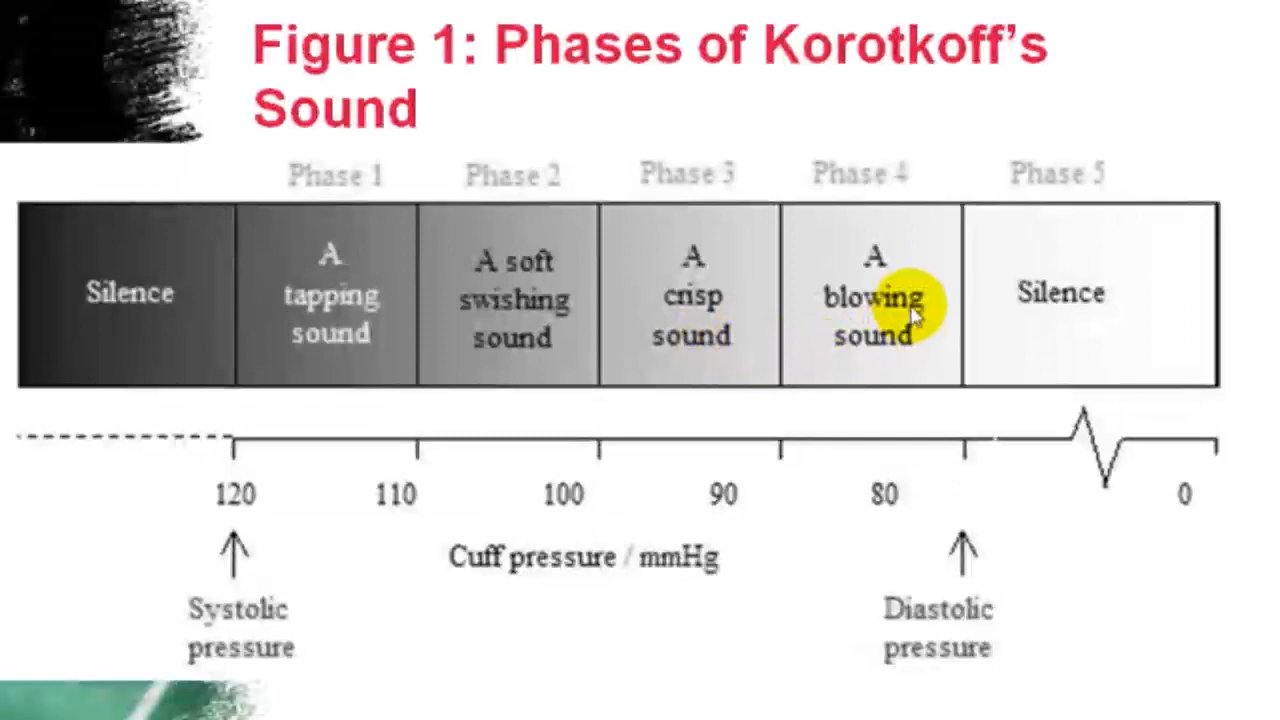 Figure 1: Phases of Korotkoff's
Sound
Phase 1
Phase 2
Phase 3
Phase 4
Phase 5
Silence
A
tapping
sound
A soft
swishing
sound
A
crisp
sound
A
blowing
sound
Silence
120
110
100
90
80
0
Cuff pressure / mmHg
Systolic
pressure
Diastolic
pressure